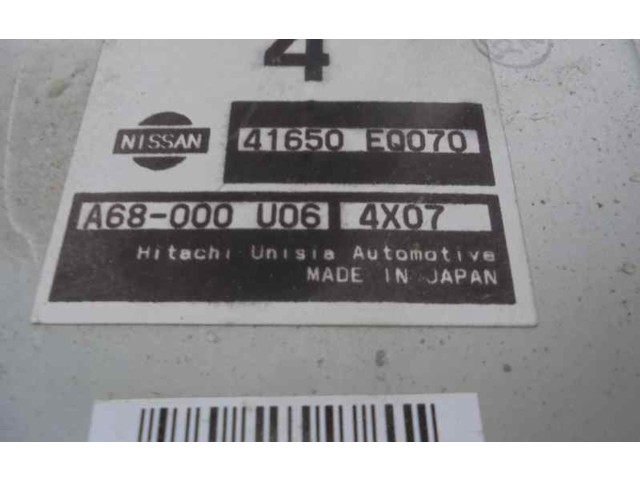 4
NISSAN 41650 EQ070
A68-000 U06 4X07
Hitachi Unisia Automotive
MADE IN JAPAN